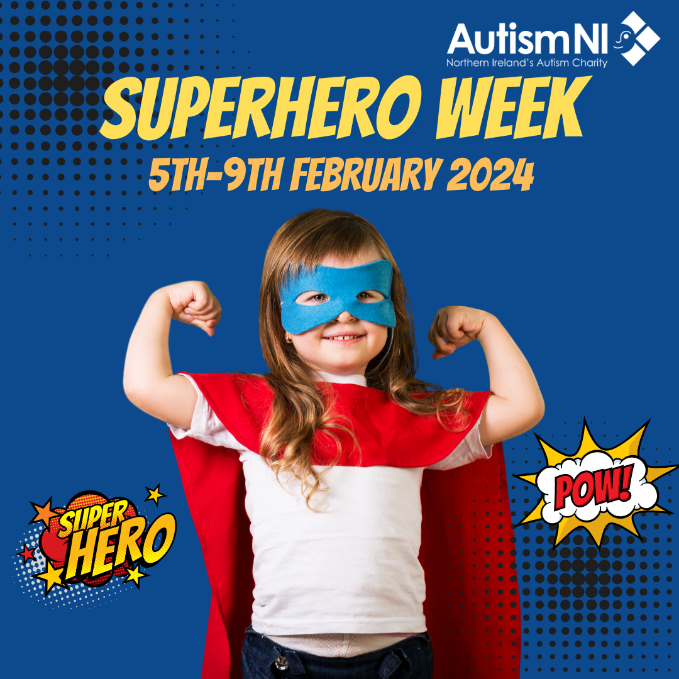 AutismNI
Northern Ireland's Autism Charity
SUPERHERO WEEK
5TH-9TH FEBRUARY 2024
SUPER
HERO
POW!